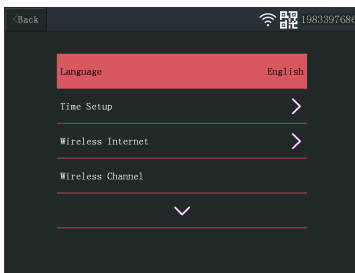 <Back
1983397686
Language English
Time Setup
Wireless Internet
Wireless Channel